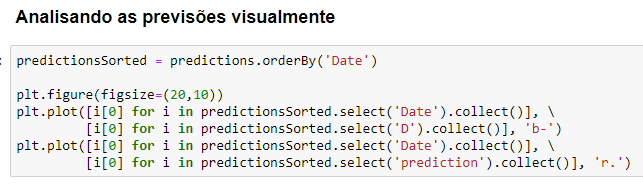 Analisando as previsões visualmente
: predictionsSorted = predictions.orderBy('Date')
plt.figure(figsize=(20,10))
plt.plot([i[0] for i in predictionsSorted.select('Date').collect()], \
[i[0] for i in predictionsSorted.select('D').collect()], 'b-')
plt.plot([i[0] for i in predictionsSorted.select('Date').collect()], \
[i[0] for i in predictionsSorted.select('prediction').collect()], 'r.')